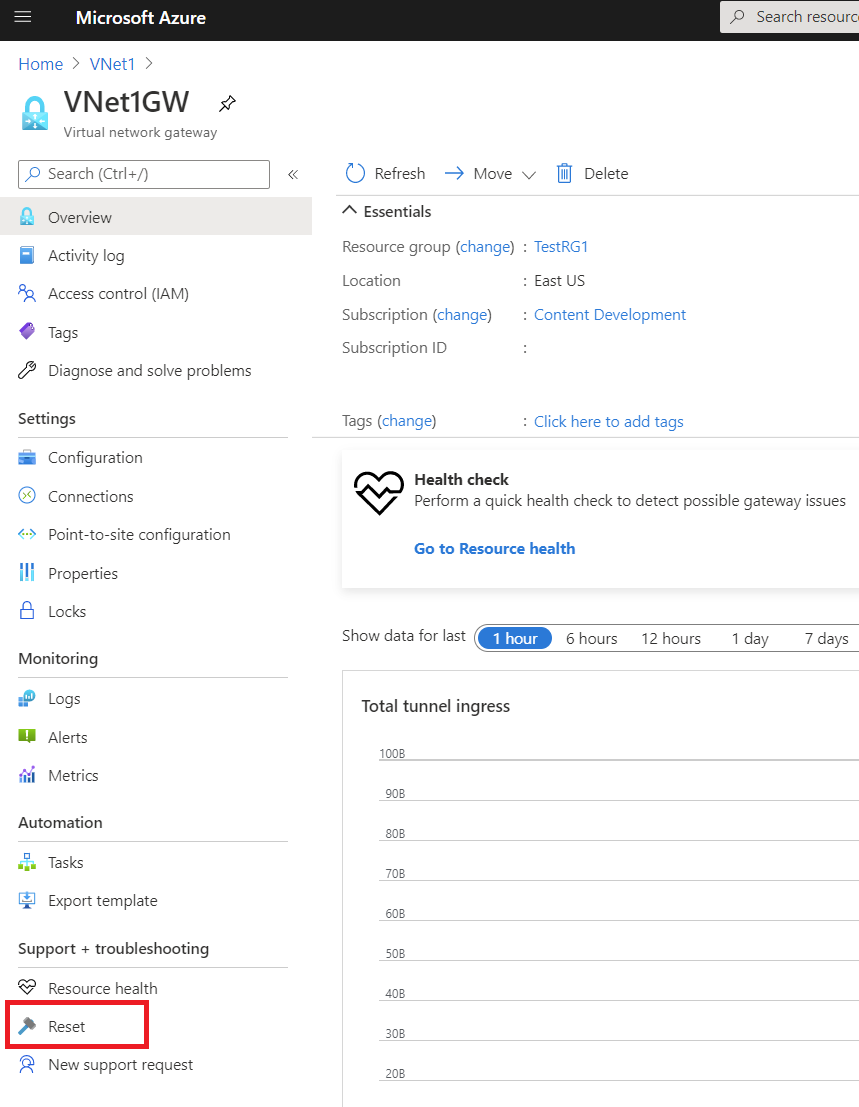 Microsoft Azure
Search resourc
Home > VNet1 >
VNet1GW
Virtual network gateway
Search (Ctrl+/)
«
Overview
Activity log
Access control (IAM)
Tags
Diagnose and solve problems
Settings
Configuration
Connections
Point-to-site configuration
Properties
Locks
Monitoring
Logs
Alerts
Metrics
Automation
Tasks
Export template
Support + troubleshooting
Resource health
Reset
New support request
Refresh Move Delete
Essentials
Resource group (change) : TestRG1
Location : East US
Subscription (change) : Content Development
Subscription ID :
Tags (change) : Click here to add tags
Health check
Perform a quick health check to detect possible gateway issues
Go to Resource health
Show data for last 1 hour 6 hours 12 hours 1 day 7 days
Total tunnel ingress
100B
90B
80B
70B
60B
50B
40B
30B
20B